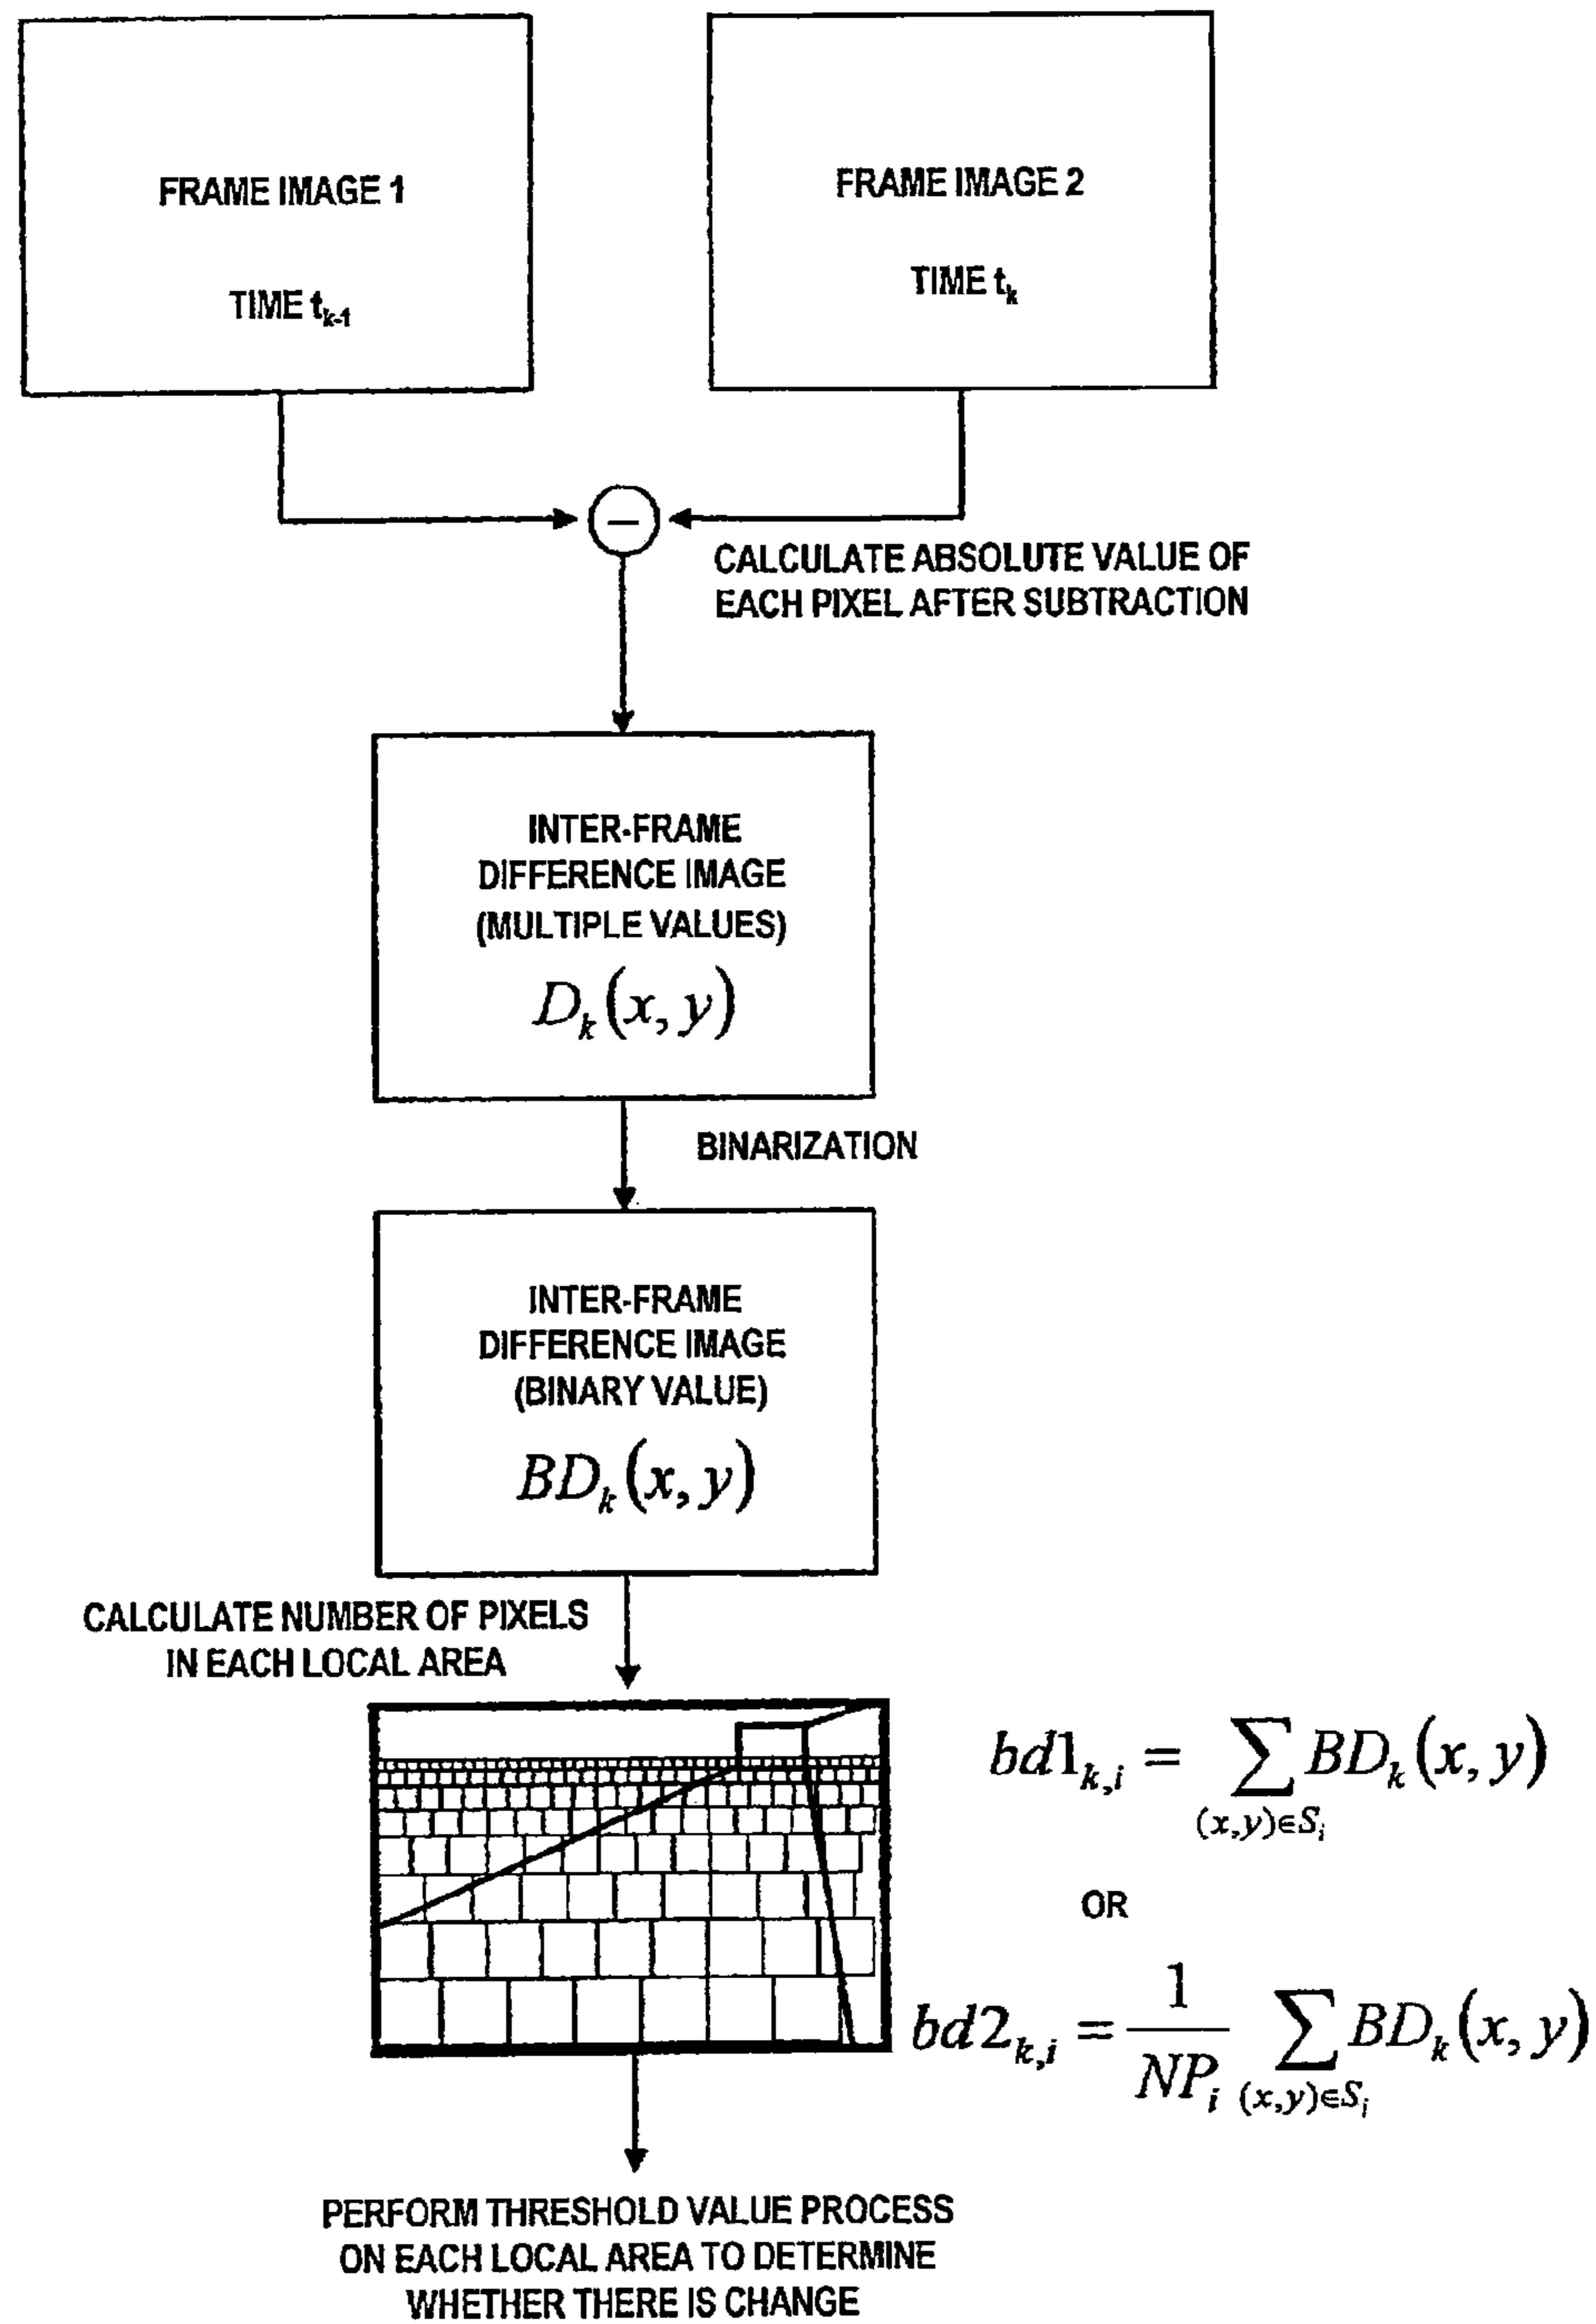 FRAME IMAGE 1
TIME t_{k-1}
FRAME IMAGE 2
TIME t_k
−
CALCULATE ABSOLUTE VALUE OF
EACH PIXEL AFTER SUBTRACTION
INTER-FRAME
DIFFERENCE IMAGE
(MULTIPLE VALUES)
D_k(x, y)
BINARIZATION
INTER-FRAME
DIFFERENCE IMAGE
(BINARY VALUE)
BD_k(x, y)
CALCULATE NUMBER OF PIXELS
IN EACH LOCAL AREA
bd1_{k,i} = \sum_{(x,y)∈S_i} BD_k(x, y)
OR
bd2_{k,i} = \frac{1}{NP_i} \sum_{(x,y)∈S_i} BD_k(x, y)
PERFORM THRESHOLD VALUE PROCESS
ON EACH LOCAL AREA TO DETERMINE
WHETHER THERE IS CHANGE